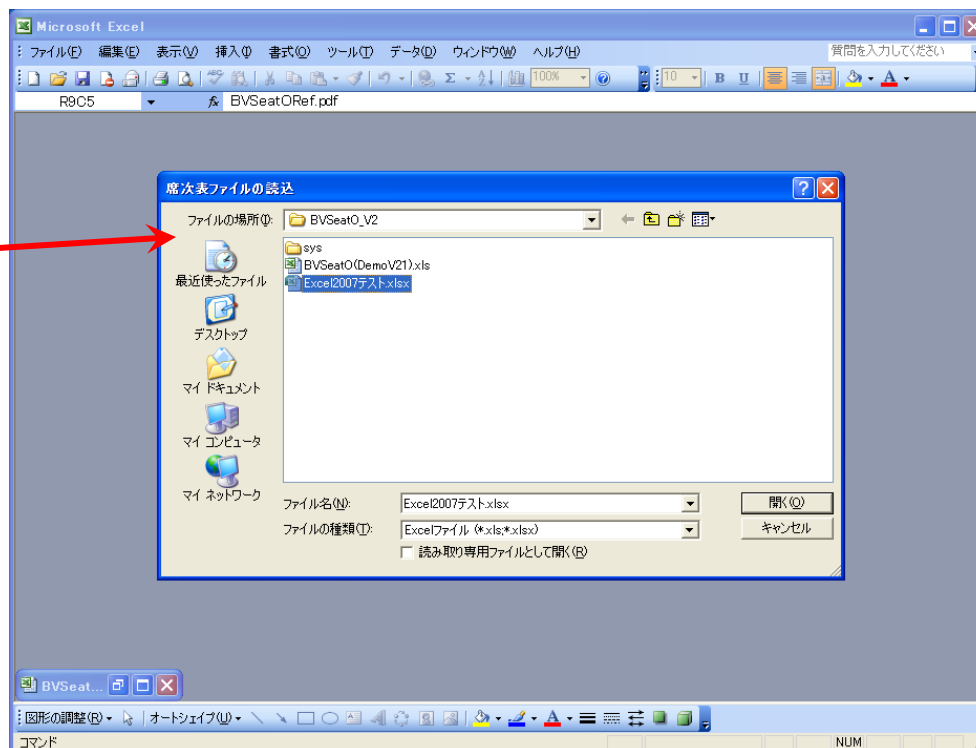 Microsoft Excel
ファイル(F) 編集(E) 表示(V) 挿入(I) 書式(O) ツール(T) データ(D) ウィンドウ(W) ヘルプ(H) 質問を入力してください
100% 10 B U A
R9C5 fx BVSeatORef.pdf
席次表ファイルの読込
ファイルの場所(I): BVSeatO_V2
sys
BVSeatO(DemoV21).xls
Excel2007テスト.xlsx
最近使ったファイル
デスクトップ
マイ ドキュメント
マイ コンピュータ
マイ ネットワーク
ファイル名(N): Excel2007テスト.xlsx 開く(O)
ファイルの種類(T): Excelファイル (*.xls;*.xlsx) キャンセル
読み取り専用ファイルとして開く(R)
BVSeat...
図形の調整(R) オートシェイプ(U) A
コマンド NUM